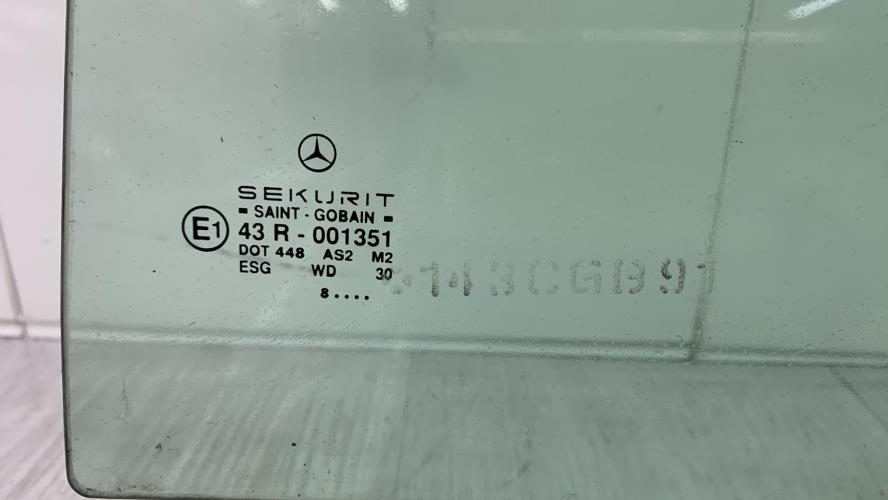 SEKURIT
SAINT - GOBAIN
E1
43 R - 001351
DOT 448 AS2 M2
ESG WD 30
8....